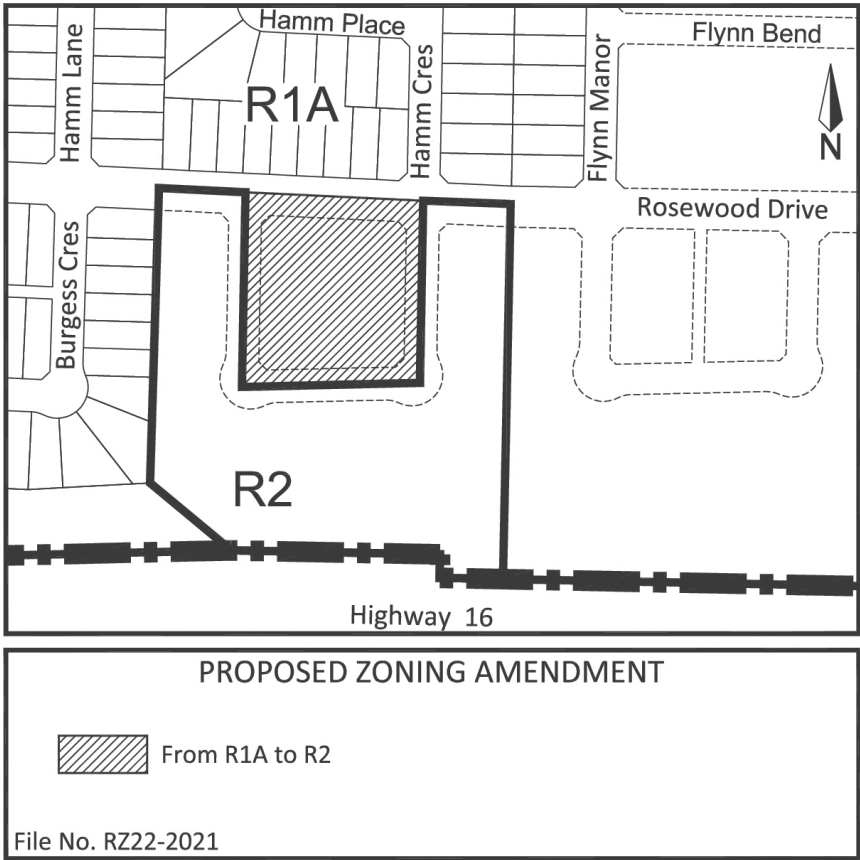 Hamm Place
Flynn Bend
Hamm Lane
Hamm Cres
Flynn Manor
R1A
N
Rosewood Drive
Burgess Cres
R2
Highway 16
PROPOSED ZONING AMENDMENT
From R1A to R2
File No. RZ22-2021